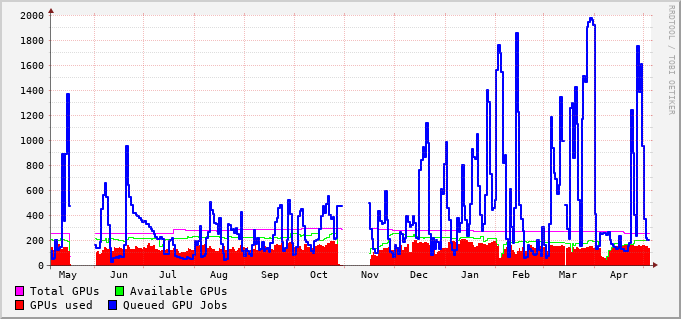 2000
1800
1600
1400
1200
1000
800
600
400
200
0
May Jun Jul Aug Sep Oct Nov Dec Jan Feb Mar Apr
Total GPUs Available GPUs
GPUs used Queued GPU Jobs
RRDTOOL / TOBI OETIKER